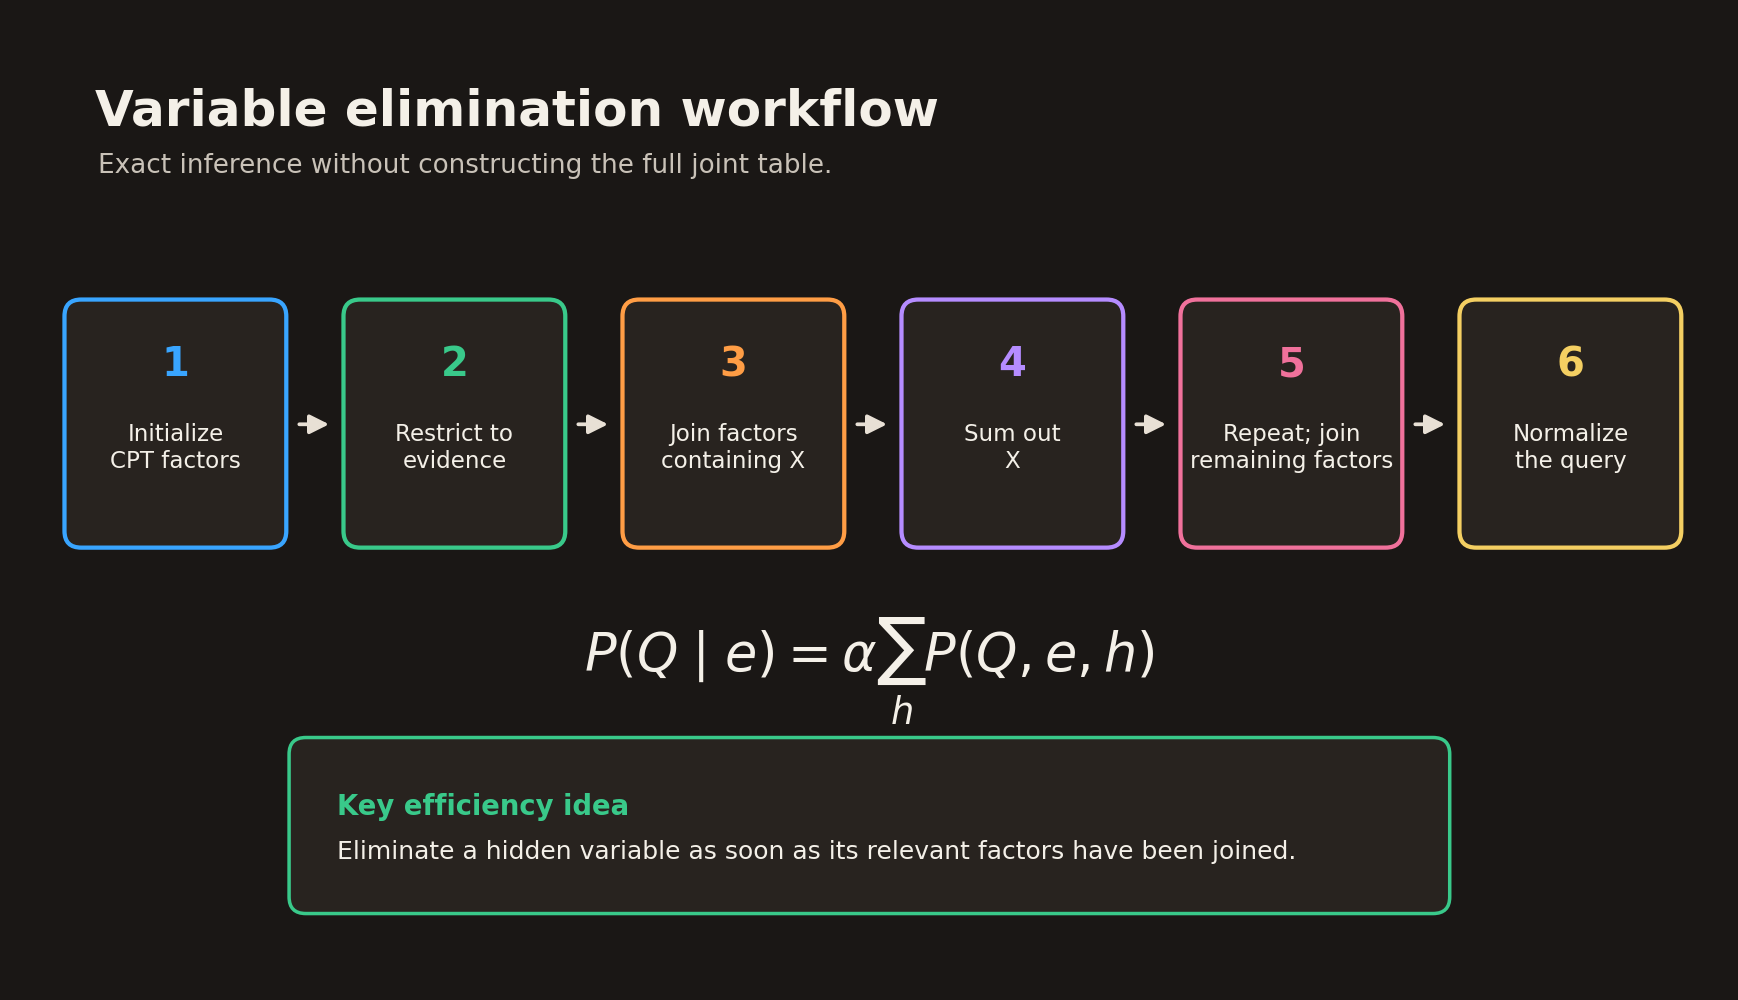 Variable elimination workflow
Exact inference without constructing the full joint table.
1
Initialize
CPT factors
2
Restrict to
evidence
3
Join factors
containing X
4
Sum out
X
5
Repeat; join
remaining factors
6
Normalize
the query
P(Q | e) = α∑P(Q, e, h)
h
Key efficiency idea
Eliminate a hidden variable as soon as its relevant factors have been joined.